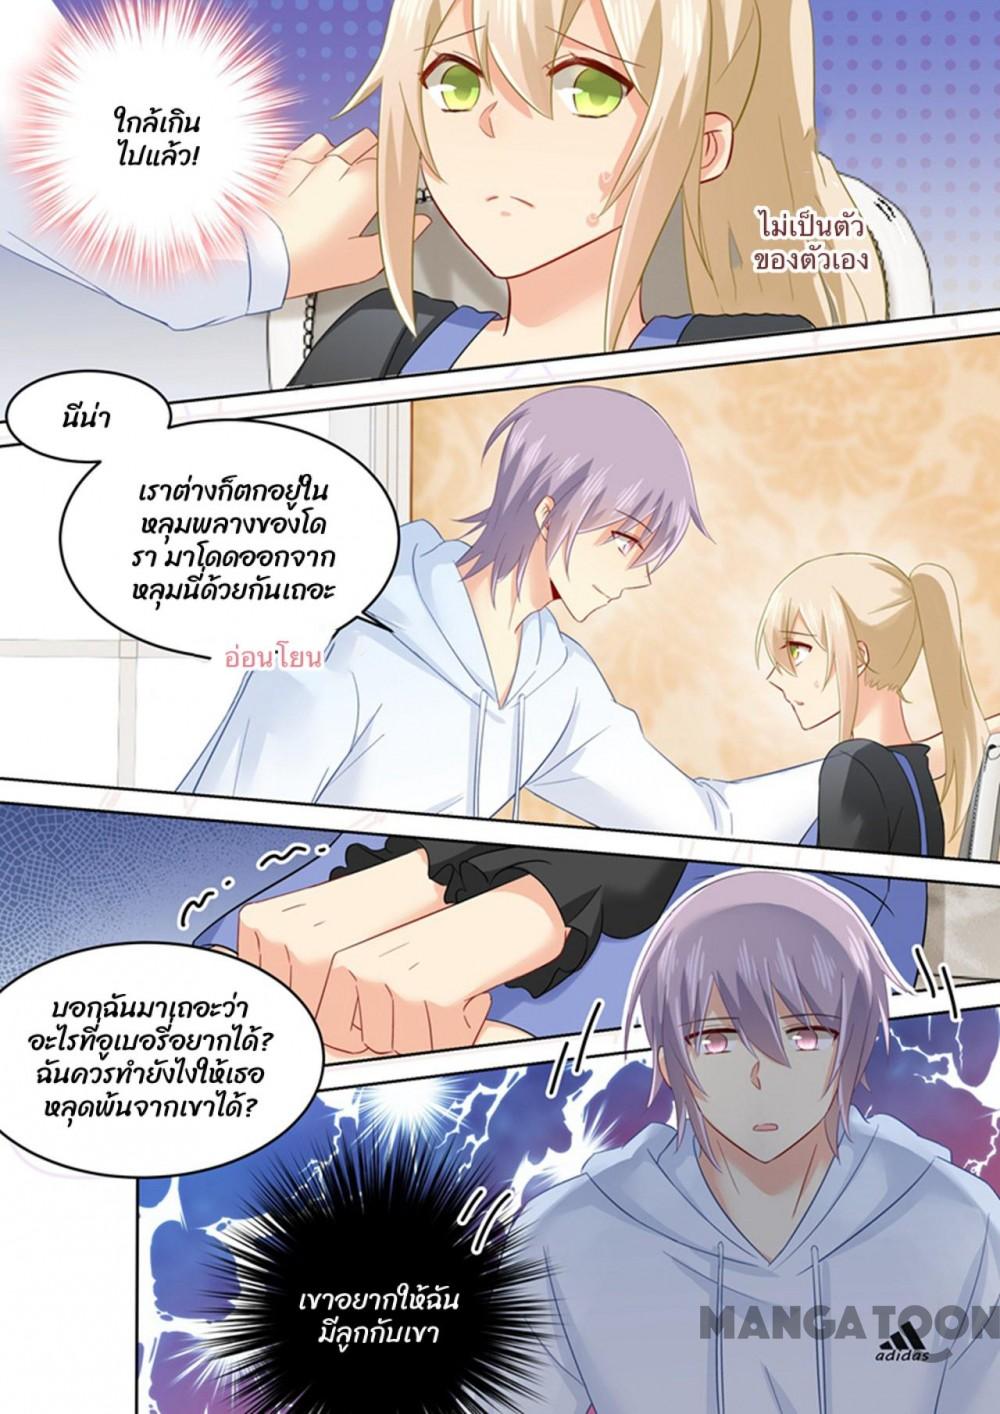 ใกล้เกิน
ไปแล้ว!
ไม่เป็นตัว
ของตัวเอง
นีน่า
เราต่างก็ตกอยู่ใน
หลุมพลางของโด
รา มาโดดออกจาก
หลุมนี้ด้วยกันเถอะ
อ่อนโยน
บอกฉันมาเถอะว่า
อะไรที่อูเบอรี่อยากได้?
ฉันควรทำยังไงให้เธอ
หลุดพ้นจากเขาได้?
เขาอยากให้ฉัน
มีลูกกับเขา
MANGATOON
adidas